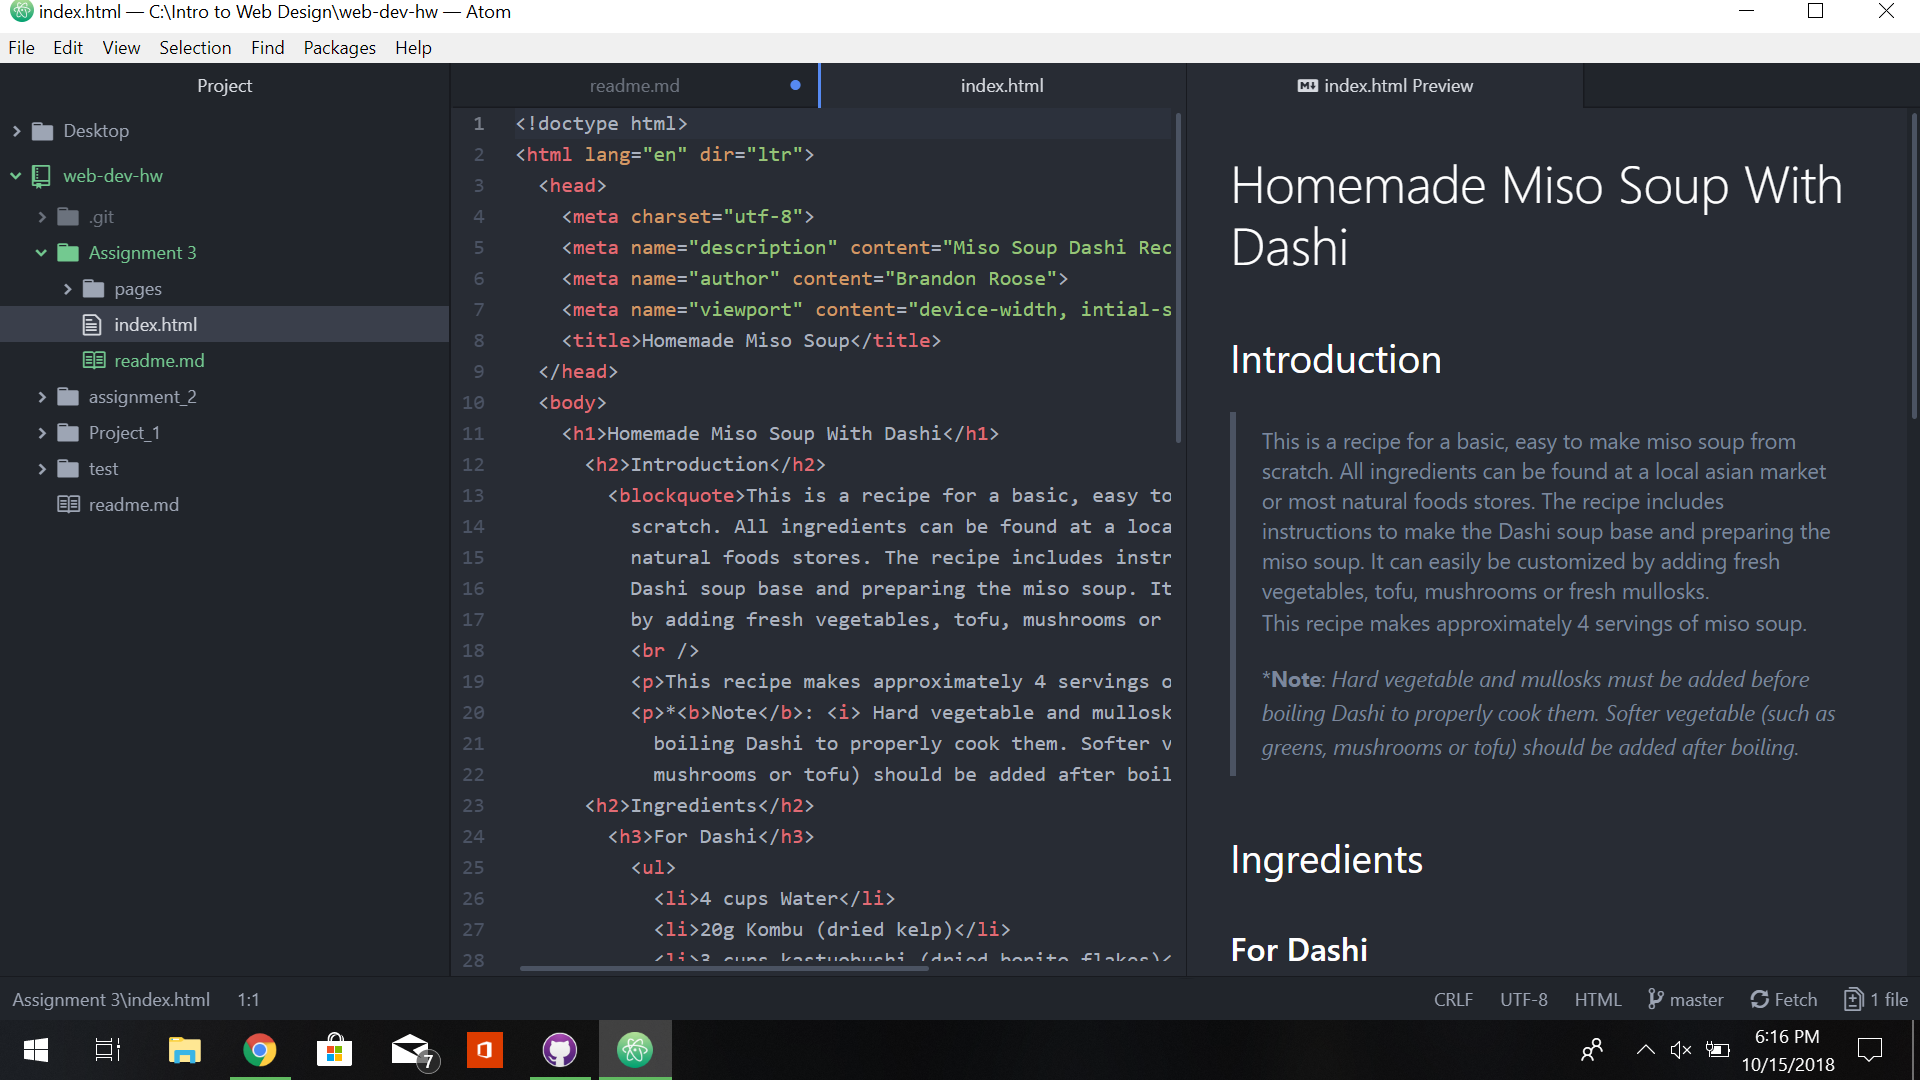 index.html — C:\Intro to Web Design\web-dev-hw — Atom
File Edit View Selection Find Packages Help
Project
Desktop
web-dev-hw
.git
Assignment 3
pages
index.html
readme.md
assignment_2
Project_1
test
readme.md
readme.md
index.html
1 <!doctype html>
2 <html lang="en" dir="ltr">
3 <head>
4 <meta charset="utf-8">
5 <meta name="description" content="Miso Soup Dashi Rec
6 <meta name="author" content="Brandon Roose">
7 <meta name="viewport" content="device-width, intial-s
8 <title>Homemade Miso Soup</title>
9 </head>
10 <body>
11 <h1>Homemade Miso Soup With Dashi</h1>
12 <h2>Introduction</h2>
13 <blockquote>This is a recipe for a basic, easy to
14 scratch. All ingredients can be found at a loca
15 natural foods stores. The recipe includes instr
16 Dashi soup base and preparing the miso soup. It
17 by adding fresh vegetables, tofu, mushrooms or
18 <br />
19 <p>This recipe makes approximately 4 servings o
20 <p>*<b>Note</b>: <i> Hard vegetable and mullosk
21 boiling Dashi to properly cook them. Softer v
22 mushrooms or tofu) should be added after boil
23 <h2>Ingredients</h2>
24 <h3>For Dashi</h3>
25 <ul>
26 <li>4 cups Water</li>
27 <li>20g Kombu (dried kelp)</li>
28 <li>3 cups kastuobushi (dried bonito flakes)<
index.html Preview
Homemade Miso Soup With
Dashi
Introduction
This is a recipe for a basic, easy to make miso soup from
scratch. All ingredients can be found at a local asian market
or most natural foods stores. The recipe includes
instructions to make the Dashi soup base and preparing the
miso soup. It can easily be customized by adding fresh
vegetables, tofu, mushrooms or fresh mullosks.
This recipe makes approximately 4 servings of miso soup.
*Note: Hard vegetable and mullosks must be added before
boiling Dashi to properly cook them. Softer vegetable (such as
greens, mushrooms or tofu) should be added after boiling.
Ingredients
For Dashi
Assignment 3\index.html 1:1
CRLF UTF-8 HTML master Fetch 1 file
7
6:16 PM
10/15/2018